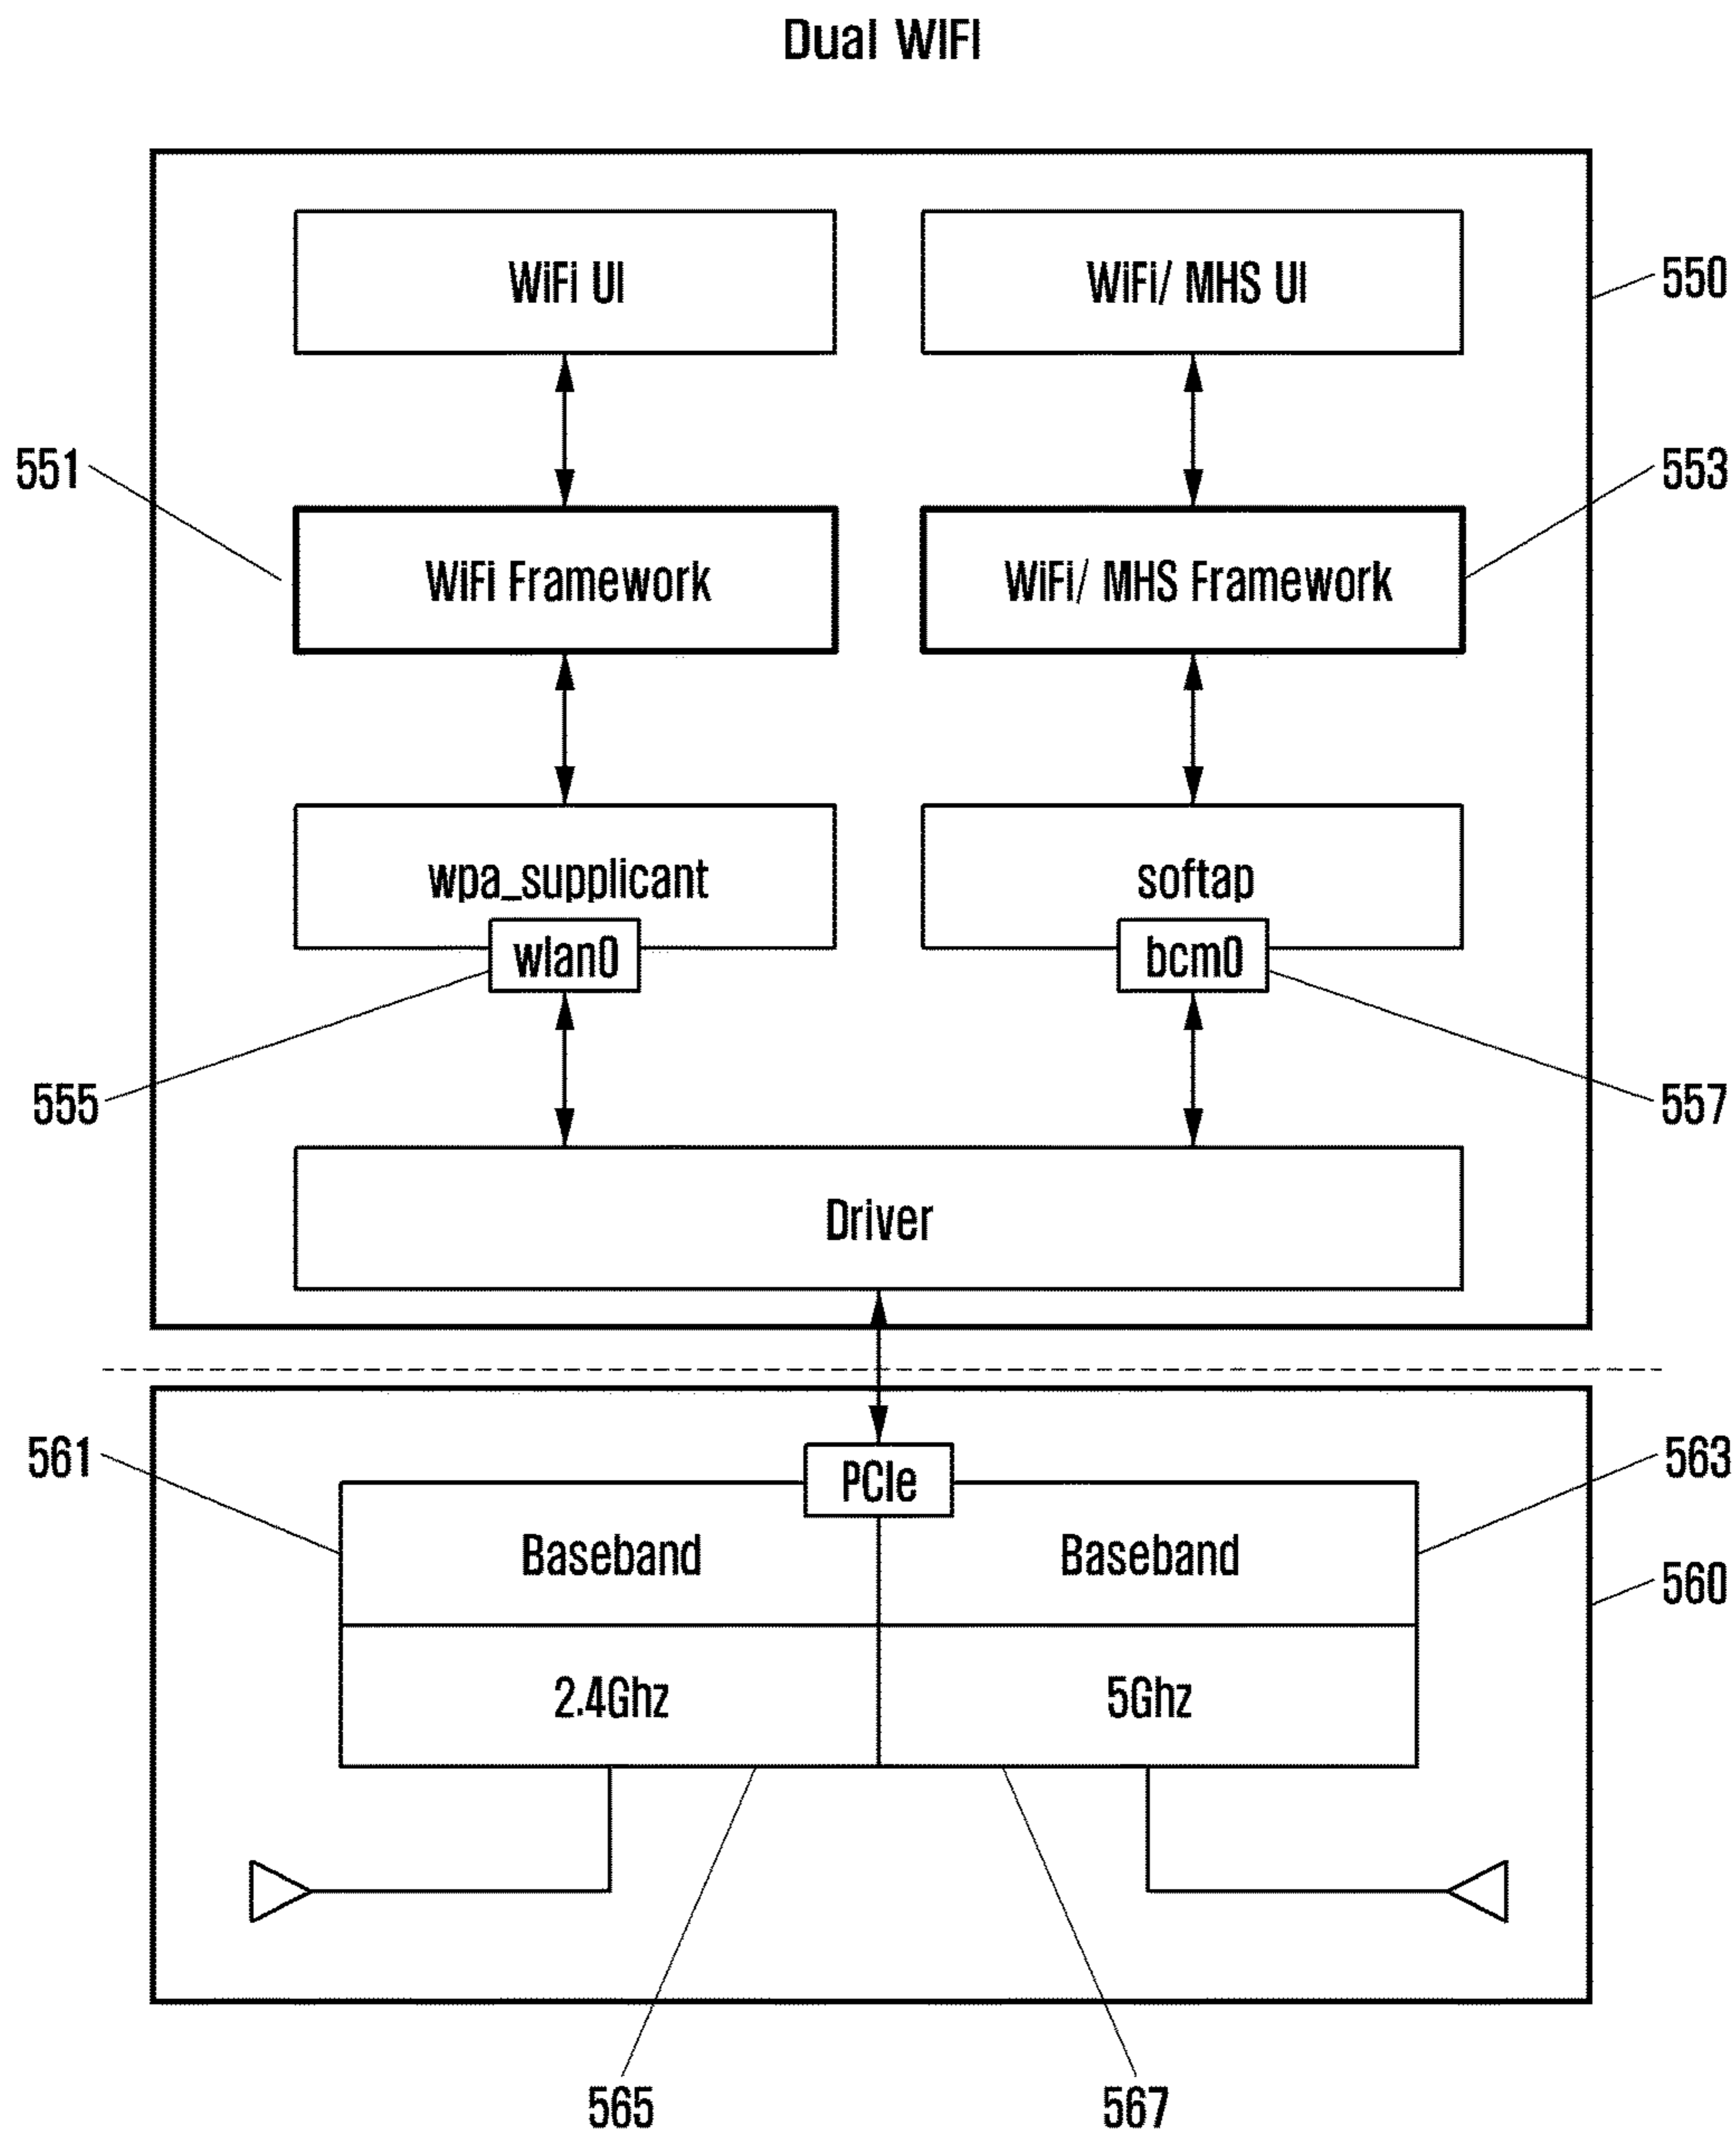 Dual WIFI
WiFi UI
WiFi/ MHS UI
550
551
553
WiFi Framework
WiFi/ MHS Framework
wpa_supplicant
softap
wlan0
bcm0
555
557
Driver
561
PCIe
563
Baseband
Baseband
560
2.4Ghz
5Ghz
565
567